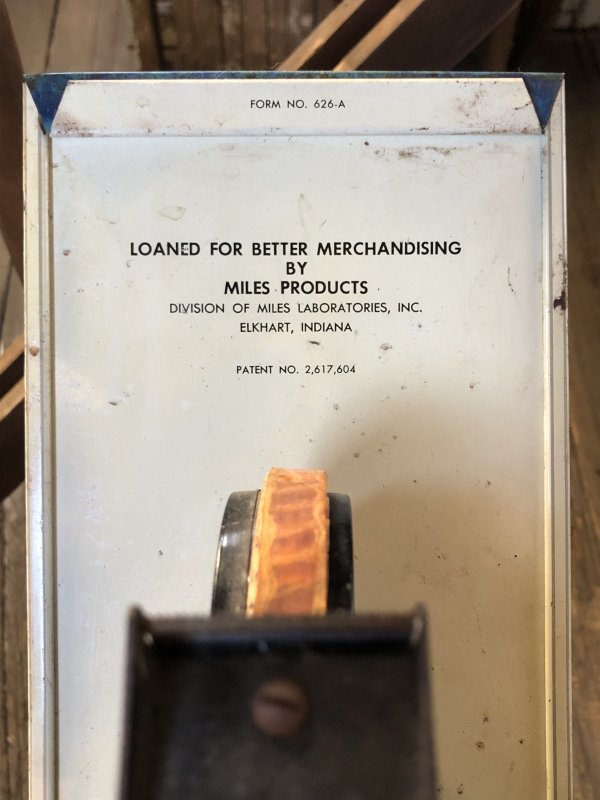 FORM NO. 626-A
LOANED FOR BETTER MERCHANDISING
BY
MILES PRODUCTS
DIVISION OF MILES LABORATORIES, INC.
ELKHART, INDIANA
PATENT NO. 2,617,604